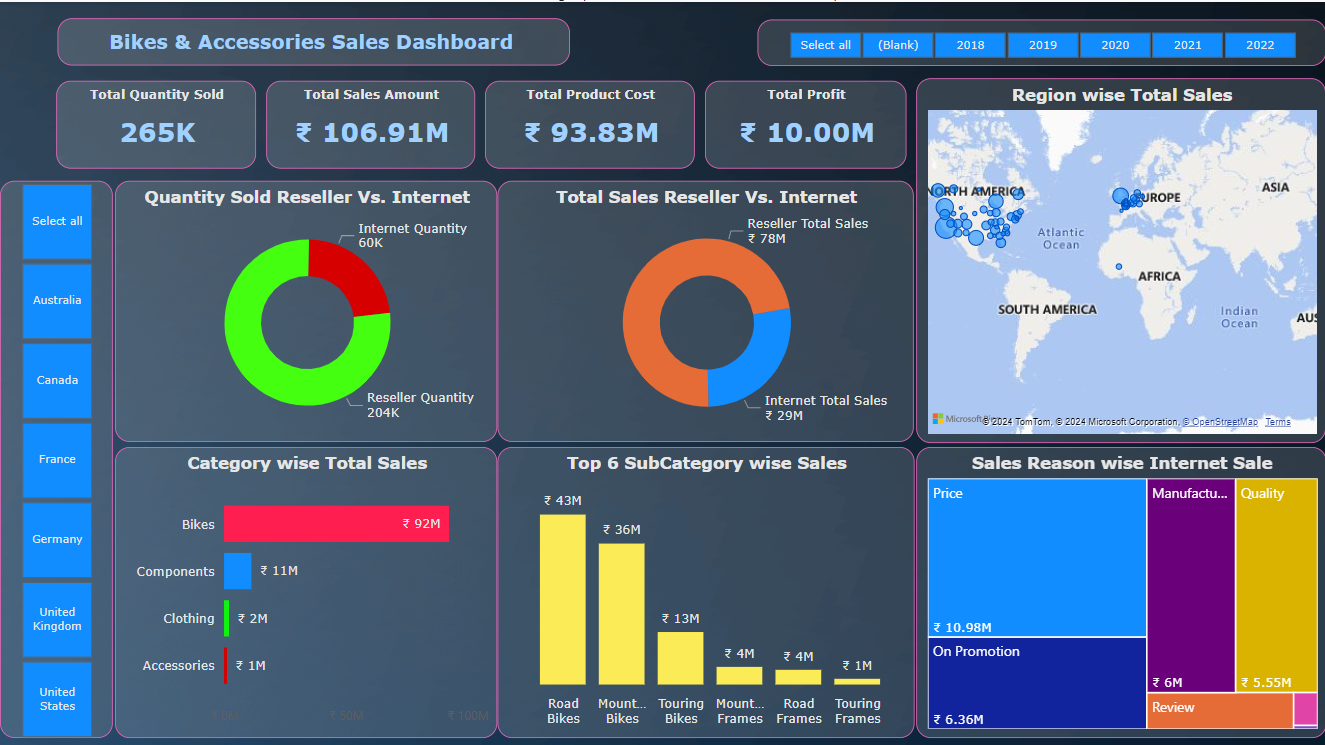 Bikes & Accessories Sales Dashboard
Select all
(Blank)
2018
2019
2020
2021
2022
Total Quantity Sold
265K
Total Sales Amount
₹ 106.91M
Total Product Cost
₹ 93.83M
Total Profit
₹ 10.00M
Region wise Total Sales
NORTH AMERICA
EUROPE
ASIA
Atlantic
Ocean
AFRICA
SOUTH AMERICA
Indian
Ocean
AUS
Microsoft
© 2024 TomTom, © 2024 Microsoft Corporation, © OpenStreetMap Terms
Select all
Australia
Canada
France
Germany
United
Kingdom
United
States
Quantity Sold Reseller Vs. Internet
Internet Quantity
60K
Reseller Quantity
204K
Total Sales Reseller Vs. Internet
Reseller Total Sales
₹ 78M
Internet Total Sales
₹ 29M
Category wise Total Sales
Bikes
₹ 92M
Components
₹ 11M
Clothing
₹ 2M
Accessories
₹ 1M
₹ 0M
₹ 50M
₹ 100M
Top 6 SubCategory wise Sales
₹ 43M
₹ 36M
₹ 13M
₹ 4M
₹ 4M
₹ 1M
Road
Bikes
Mount...
Bikes
Touring
Bikes
Mount...
Frames
Road
Frames
Touring
Frames
Sales Reason wise Internet Sale
Price
₹ 10.98M
On Promotion
₹ 6.36M
Manufactu...
₹ 6M
Quality
₹ 5.55M
Review